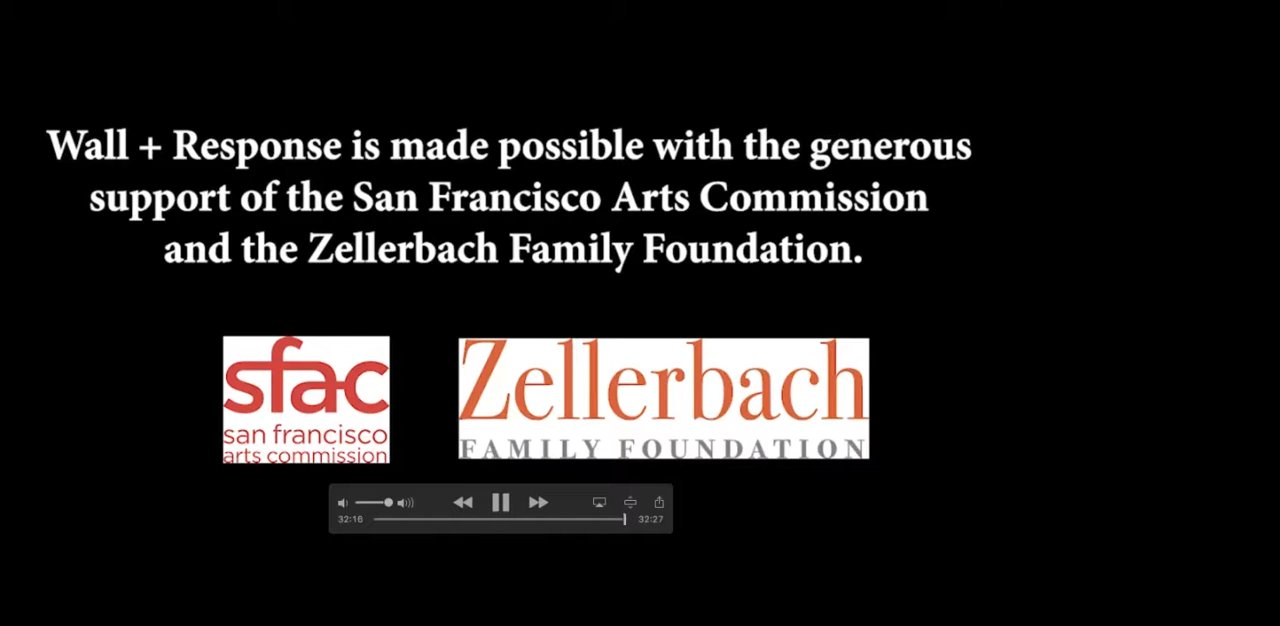 Wall + Response is made possible with the generous
support of the San Francisco Arts Commission
and the Zellerbach Family Foundation.
sfac
san francisco
arts commission
Zellerbach
FAMILY FOUNDATION
32:16
32:27